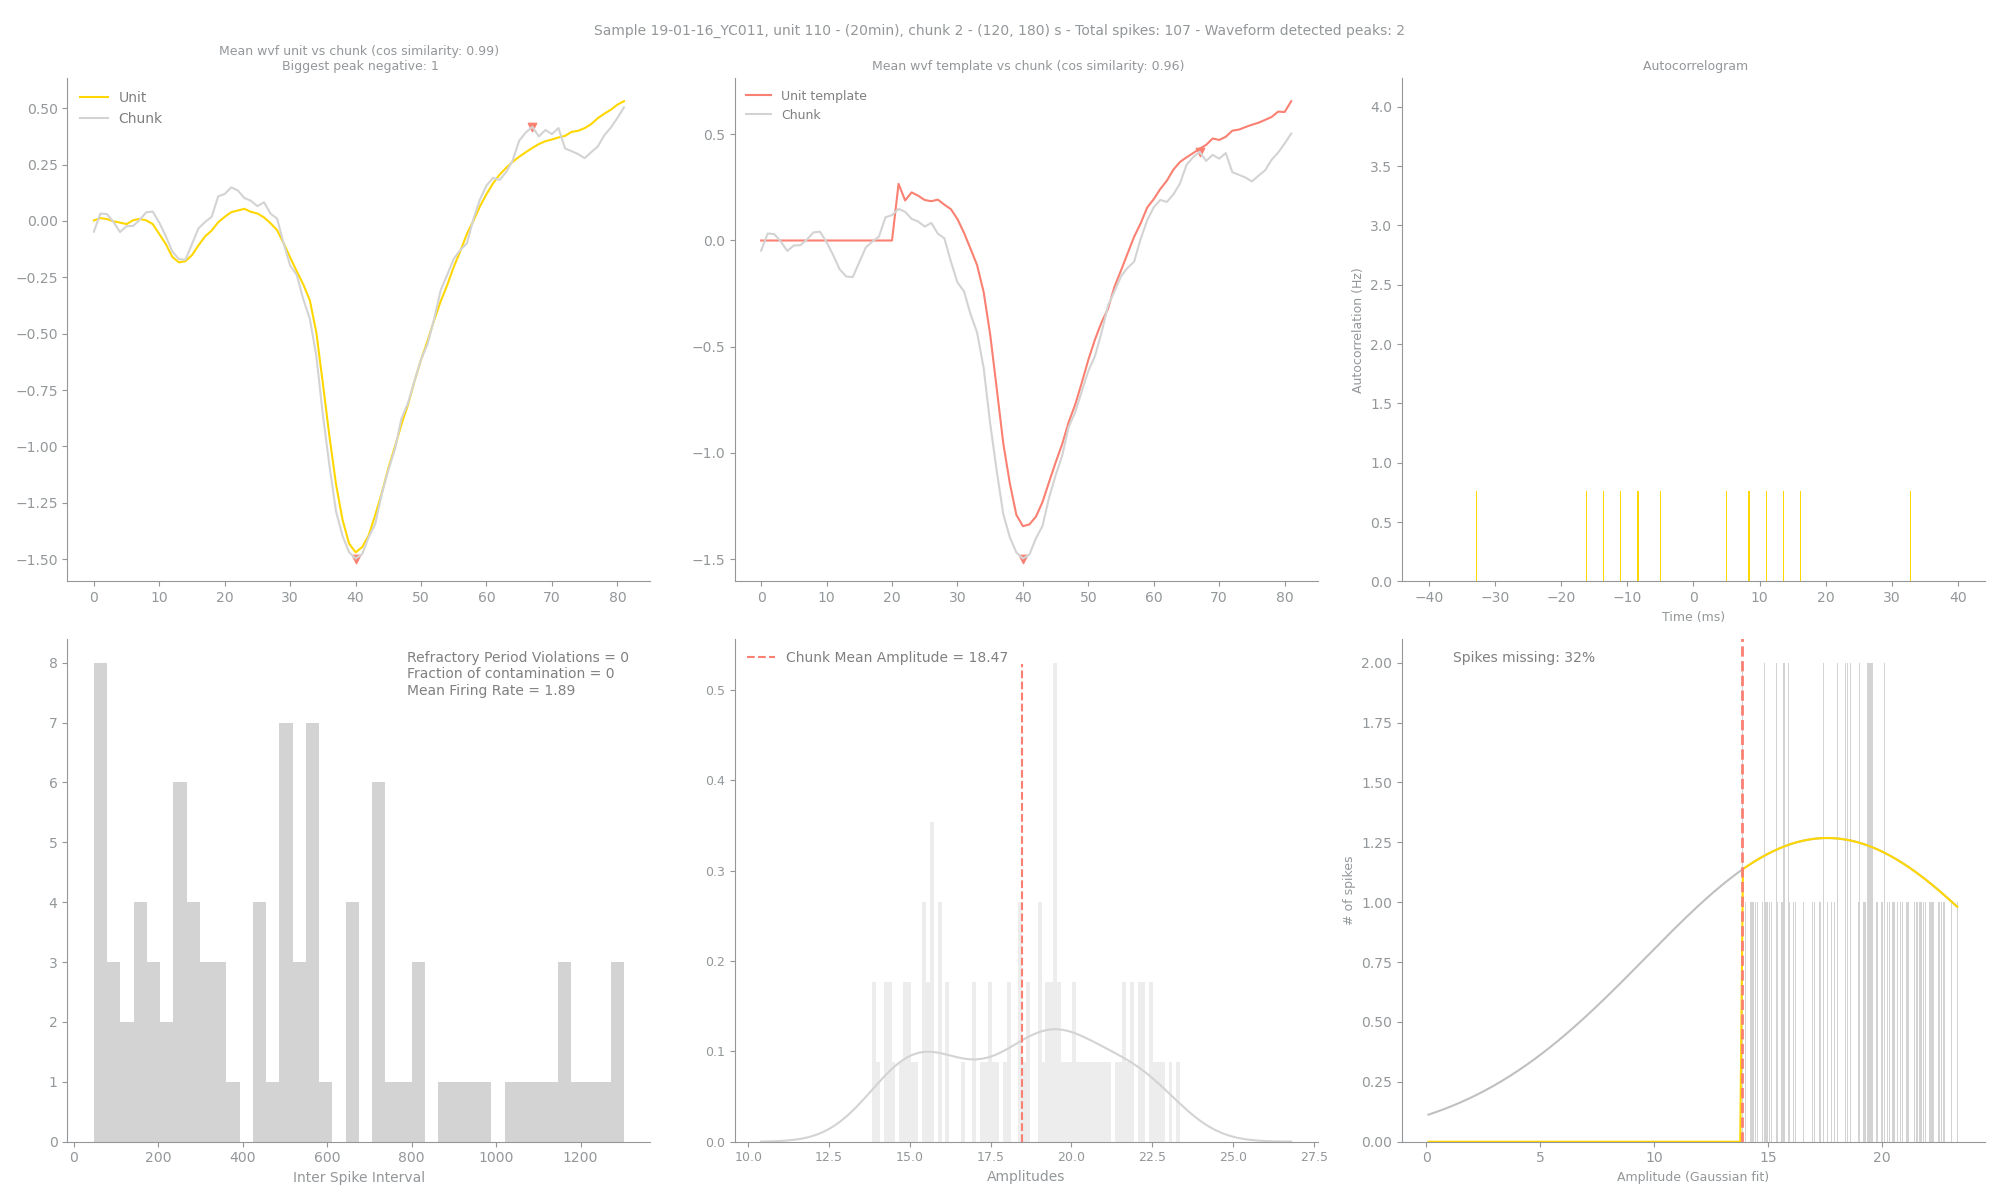 Sample 19-01-16_YC011, unit 110 - (20min), chunk 2 - (120, 180) s - Total spikes: 107 - Waveform detected peaks: 2
Mean wvf unit vs chunk (cos similarity: 0.99)
Biggest peak negative: 1
Unit
Chunk
0.50
0.25
0.00
−0.25
−0.50
−0.75
−1.00
−1.25
−1.50
0 10 20 30 40 50 60 70 80
Mean wvf template vs chunk (cos similarity: 0.96)
Unit template
Chunk
0.5
0.0
−0.5
−1.0
−1.5
0 10 20 30 40 50 60 70 80
Autocorrelogram
Autocorrelation (Hz)
4.0
3.5
3.0
2.5
2.0
1.5
1.0
0.5
0.0
−40 −30 −20 −10 0 10 20 30 40
Time (ms)
Refractory Period Violations = 0
Fraction of contamination = 0
Mean Firing Rate = 1.89
8
7
6
5
4
3
2
1
0
0 200 400 600 800 1000 1200
Inter Spike Interval
Chunk Mean Amplitude = 18.47
0.5
0.4
0.3
0.2
0.1
0.0
10.0 12.5 15.0 17.5 20.0 22.5 25.0 27.5
Amplitudes
Spikes missing: 32%
# of spikes
2.00
1.75
1.50
1.25
1.00
0.75
0.50
0.25
0.00
0 5 10 15 20
Amplitude (Gaussian fit)